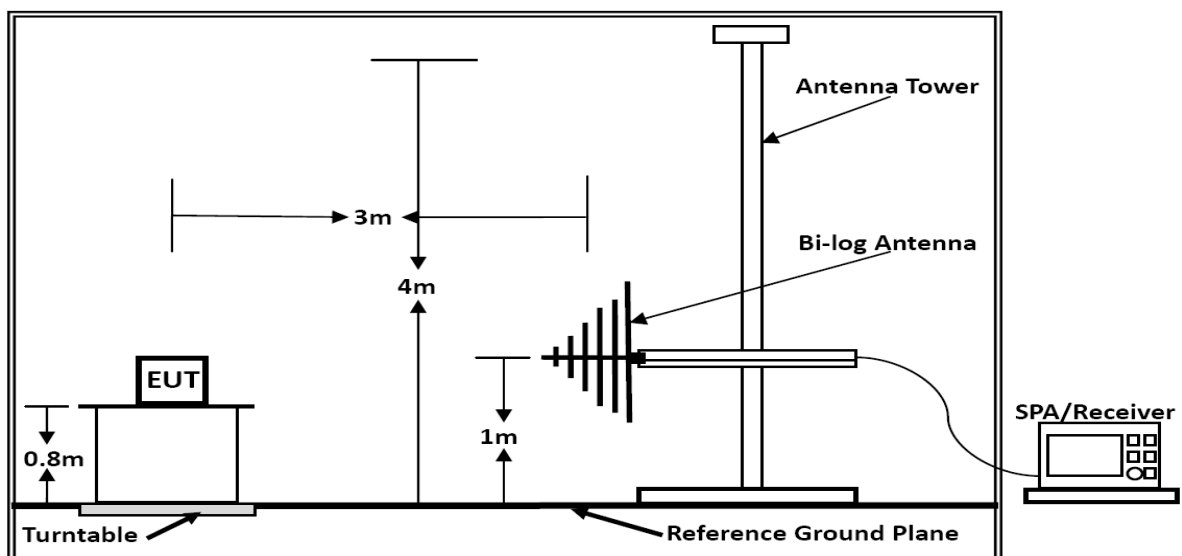 Antenna Tower
3m
Bi-log Antenna
4m
EUT
SPA/Receiver
1m
0.8m
Turntable
Reference Ground Plane